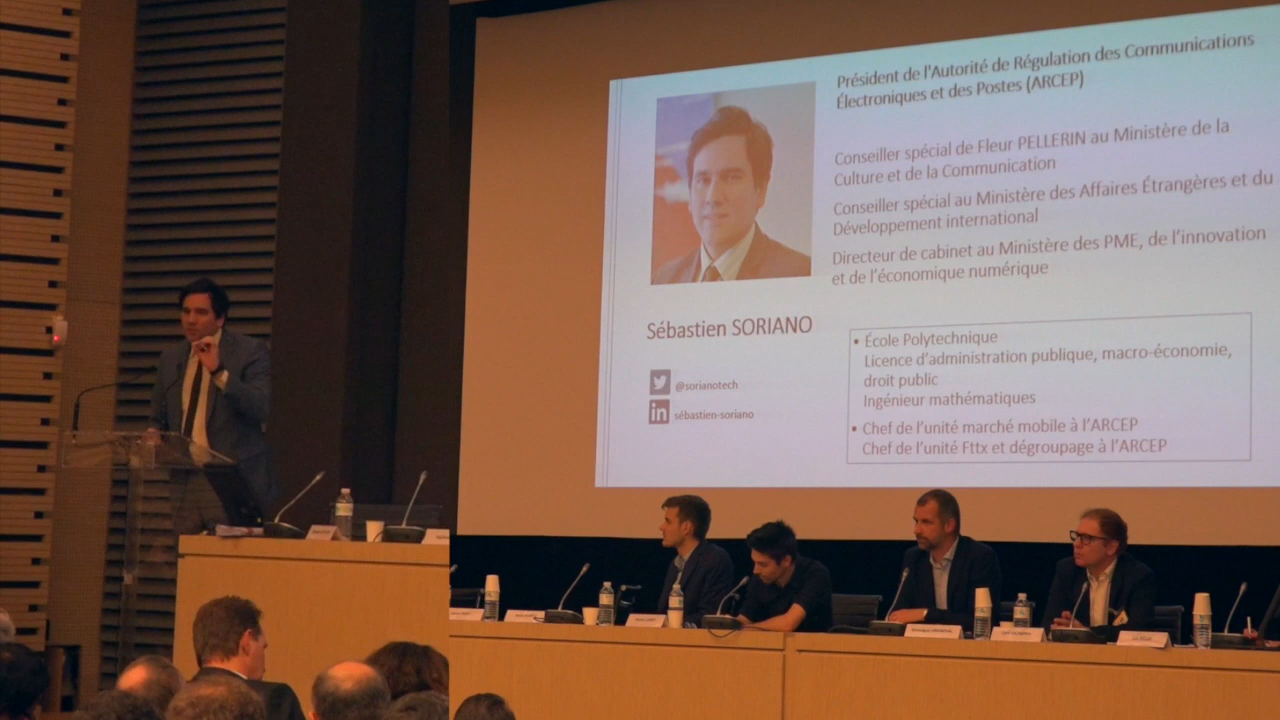 Président de l'Autorité de Régulation des Communications
Électroniques et des Postes (ARCEP)
Conseiller spécial de Fleur PELLERIN au Ministère de la
Culture et de la Communication
Conseiller spécial au Ministère des Affaires Étrangères et du
Développement international
Directeur de cabinet au Ministère des PME, de l'innovation
et de l'économique numérique
Sébastien SORIANO
@sorianotech
in sébastien-soriano
• École Polytechnique
Licence d'administration publique, macro-économie,
droit public
Ingénieur mathématiques
• Chef de l'unité marché mobile à l'ARCEP
Chef de l'unité Fttx et dégroupage à l'ARCEP